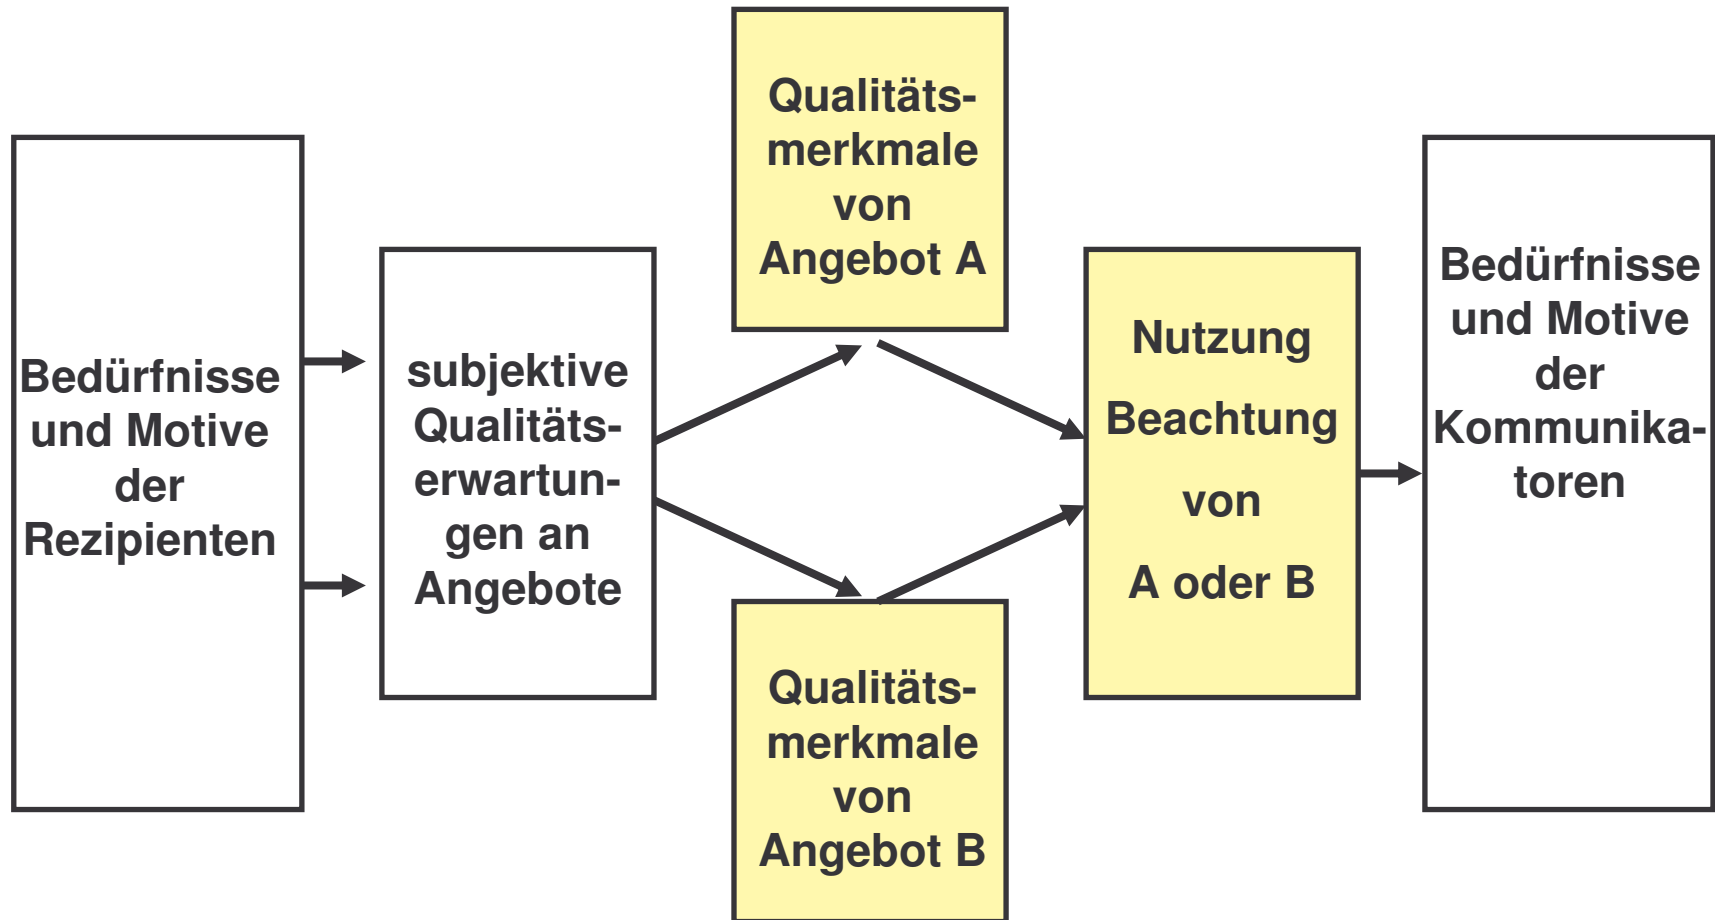 Bedürfnisse
und Motive
der
Rezipienten
subjektive
Qualitäts-
erwartun-
gen an
Angebote
Qualitäts-
merkmale
von
Angebot A
Qualitäts-
merkmale
von
Angebot B
Nutzung
Beachtung
von
A oder B
Bedürfnisse
und Motive
der
Kommunika-
toren